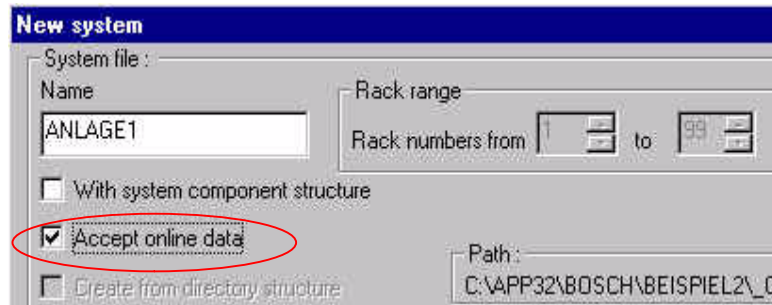 New system
System file :
Name
ANLAGE1
Rack range
Rack numbers from 1 to 99
With system component structure
Accept online data
Create from directory structure
Path :
C:\APP32\BOSCH\BEISPIEL2\_